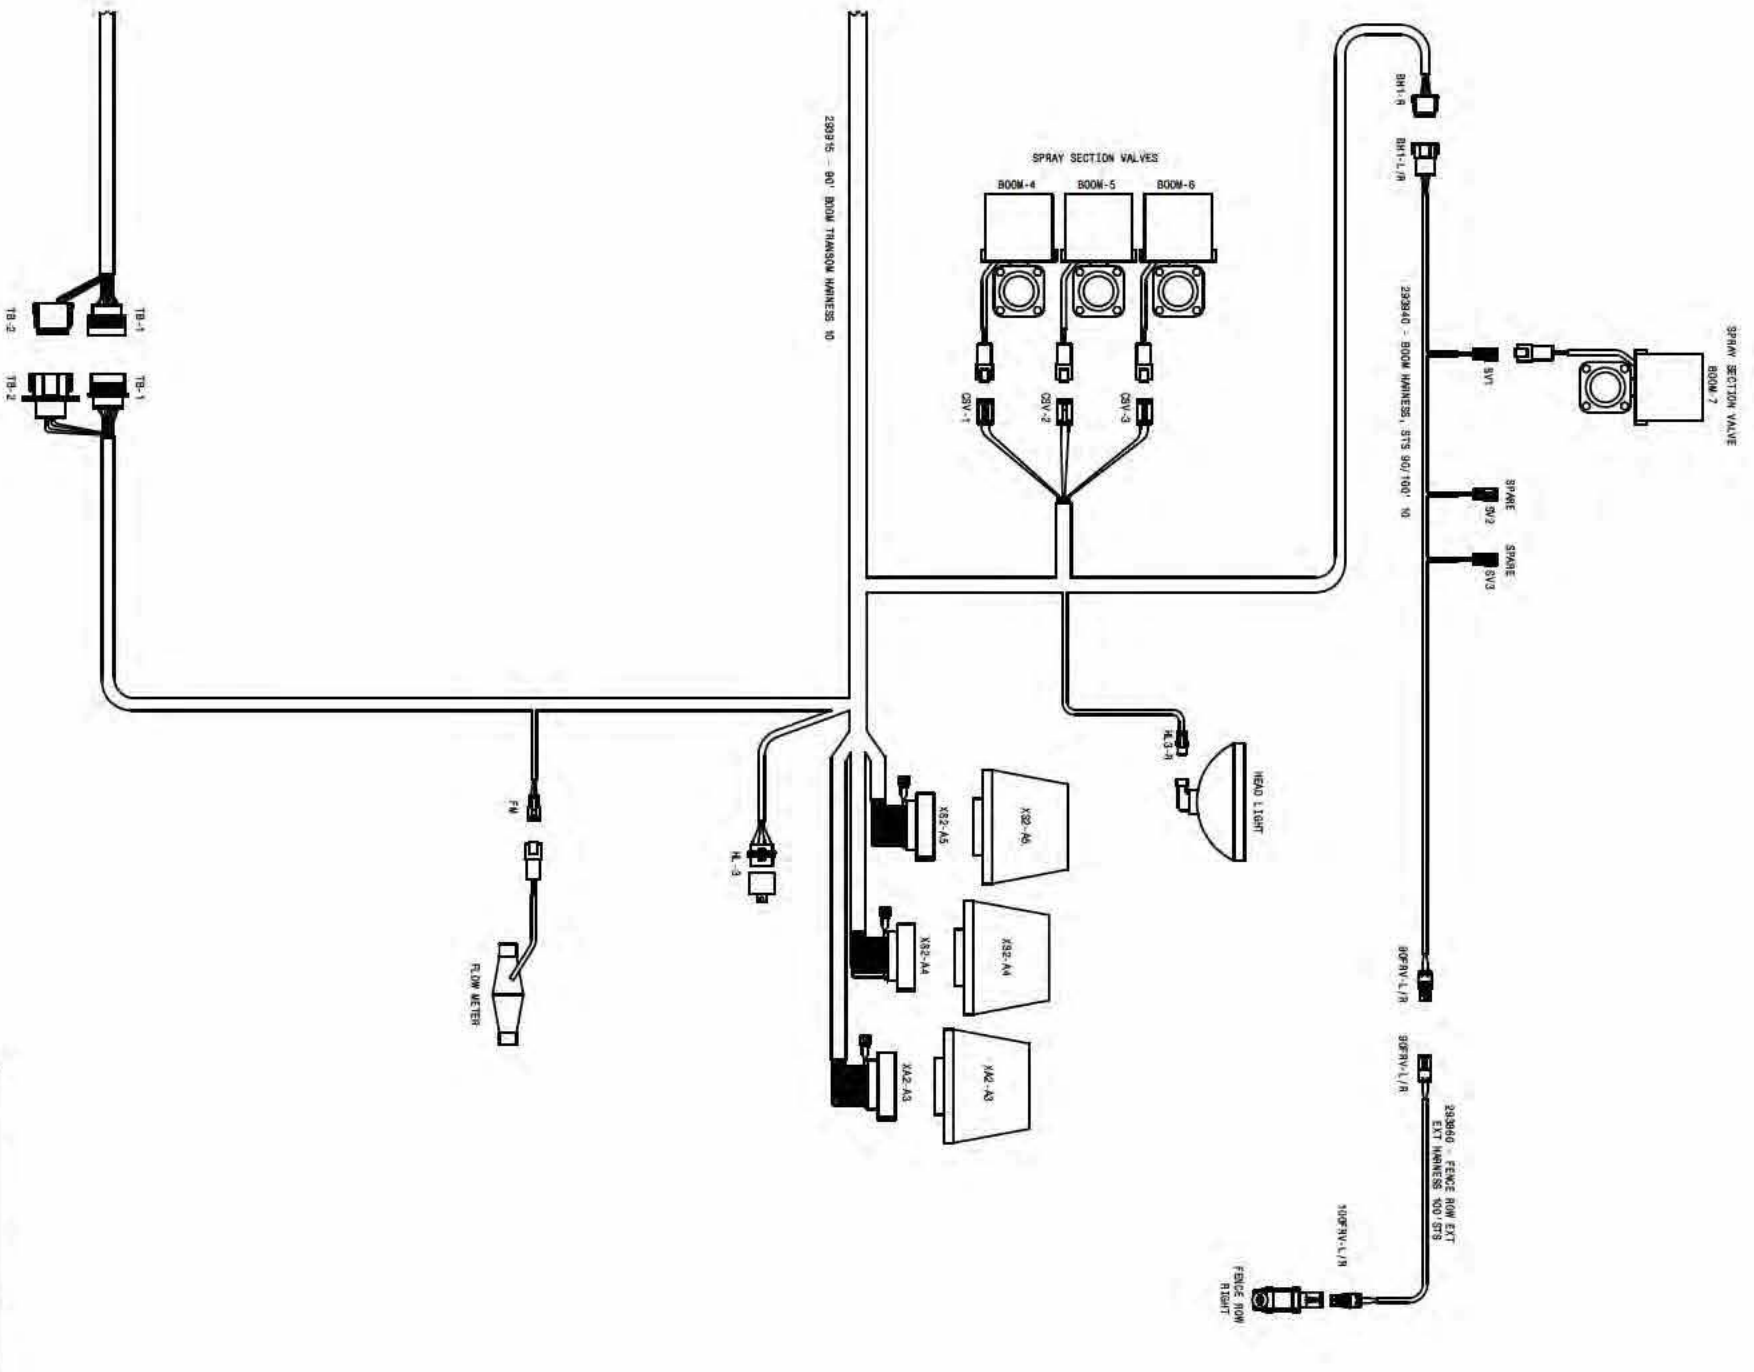 BH1-R
BH1-L/R
SPRAY SECTION VALVES
BOOM-4
BOOM-5
BOOM-6
293915 - 90' BOOM TRANSOM HARNESS 10
293940 - BOOM HARNESS, STS 90/100' 10
SPRAY SECTION VALVE
BOOM-7
SV1
SPARE
SV2
SPARE
SV3
CSV-1
CSV-2
CSV-3
TB-1
TB-2
TB-1
TB-2
HL3-R
HEAD LIGHT
FM
FLOW METER
HL-3
XS2-A5
XS2-A5
XS2-A4
XS2-A4
XA2-A3
XA2-A3
90FRV-L/R
90FRV-L/R
293960 - FENCE ROW EXT
EXT HARNESS 100'STS
100FRV-L/R
FENCE ROW
RIGHT